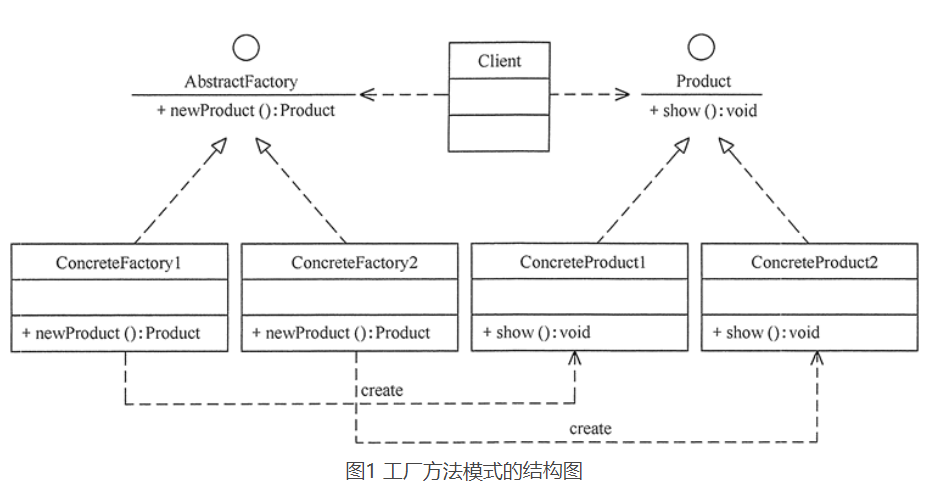 Client
AbstractFactory
Product
+ newProduct ():Product
+ show ():void
ConcreteFactory1
ConcreteFactory2
ConcreteProduct1
ConcreteProduct2
+ newProduct ():Product
+ newProduct ():Product
+ show ():void
+ show ():void
create
create
图1 工厂方法模式的结构图